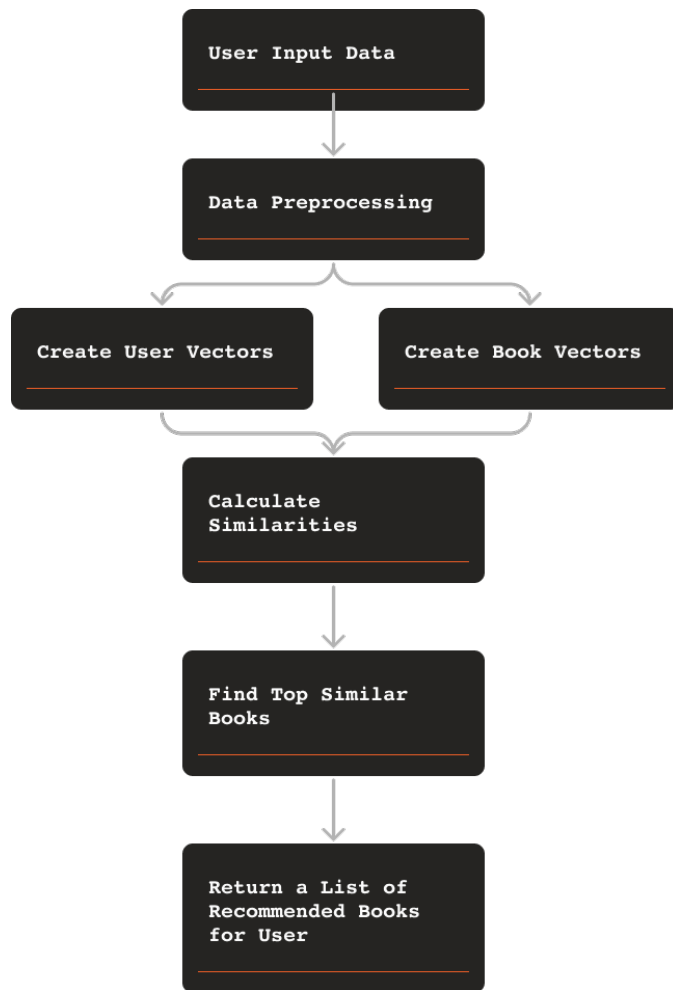 User Input Data
Data Preprocessing
Create User Vectors
Create Book Vectors
Calculate
Similarities
Find Top Similar
Books
Return a List of
Recommended Books
for User